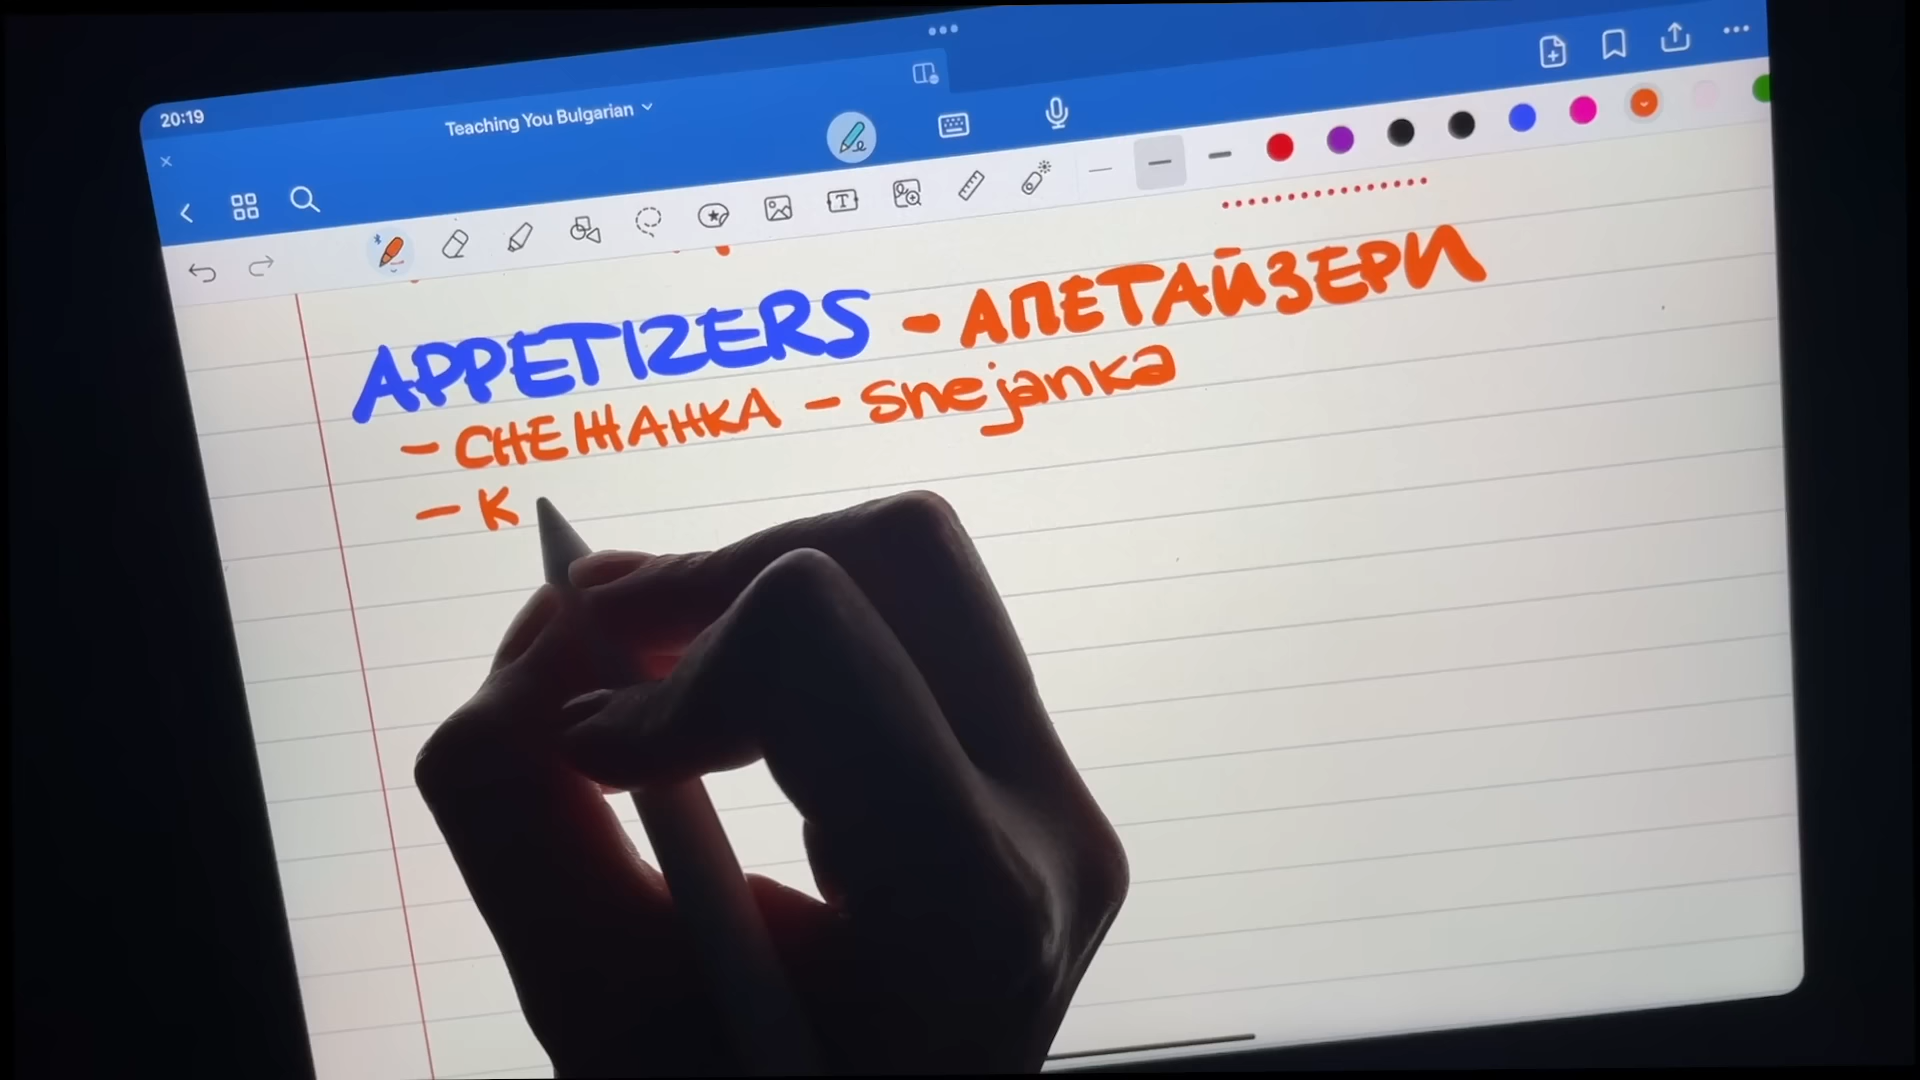 20:19
Teaching You Bulgarian
APPETIZERS - АПЕТАЙЗЕРИ
- СНЕЖАНКА - Snejanka
- К